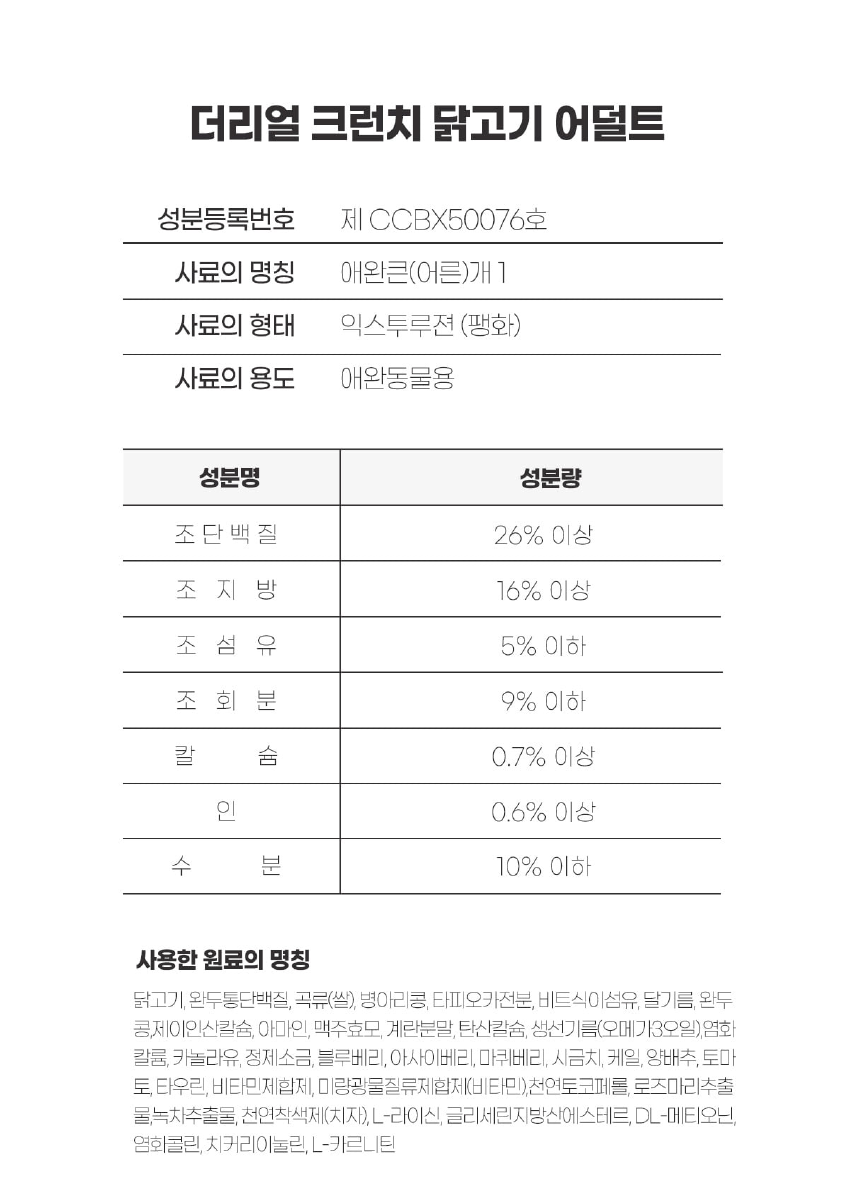 더리얼 크런치 닭고기 어덜트
성분등록번호 제 CCBX50076호
사료의 명칭 애완큰(어른)개 1
사료의 형태 익스투루젼 (팽화)
사료의 용도 애완동물용
성분명 성분량
조단백질 26% 이상
조 지 방 16% 이상
조 섬 유 5% 이하
조 회 분 9% 이하
칼 슘 0.7% 이상
인 0.6% 이상
수 분 10% 이하
사용한 원료의 명칭
닭고기, 완두통단백질, 곡류(쌀), 병아리콩, 타피오카전분, 비트식이섬유, 닭기름, 완두
콩,제이인산칼슘, 아마인, 맥주효모, 계란분말, 탄산칼슘, 생선기름(오메가3오일),염화
칼륨, 카놀라유, 정제소금, 블루베리, 아사이베리, 마퀴베리, 시금치, 케일, 양배추, 토마
토, 타우린, 비타민제합제, 미량광물질류제합제(비타민),천연토코페롤, 로즈마리추출
물,녹차추출물, 천연착색제(치자), L-라이신, 글리세린지방산에스테르, DL-메티오닌,
염화콜린, 치커리이눌린, L-카르니틴